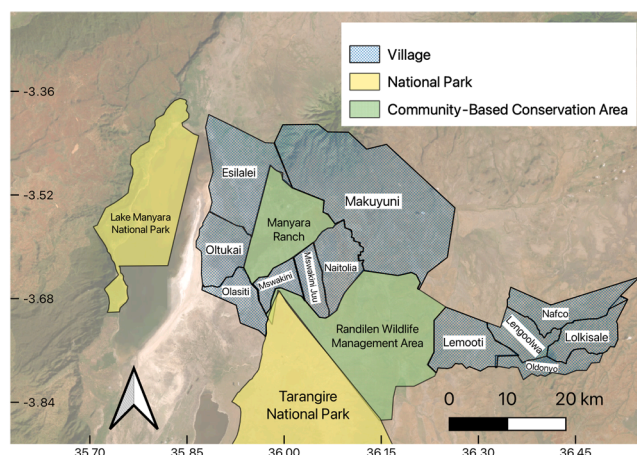 Village
National Park
Community-Based Conservation Area
-3.36
-3.52
-3.68
-3.84
Esilalei
Makuyuni
Lake Manyara
National Park
Manyara
Ranch
Oltukai
Naitolia
Mswakini
Mswakini Juu
Olasiti
Randilen Wildlife
Management Area
Nafco
Lemooti
Lengoolwa
Lolkisale
Oldonyo
Tarangire
National Park
0 10 20 km
35.70 35.85 36.00 36.15 36.30 36.45